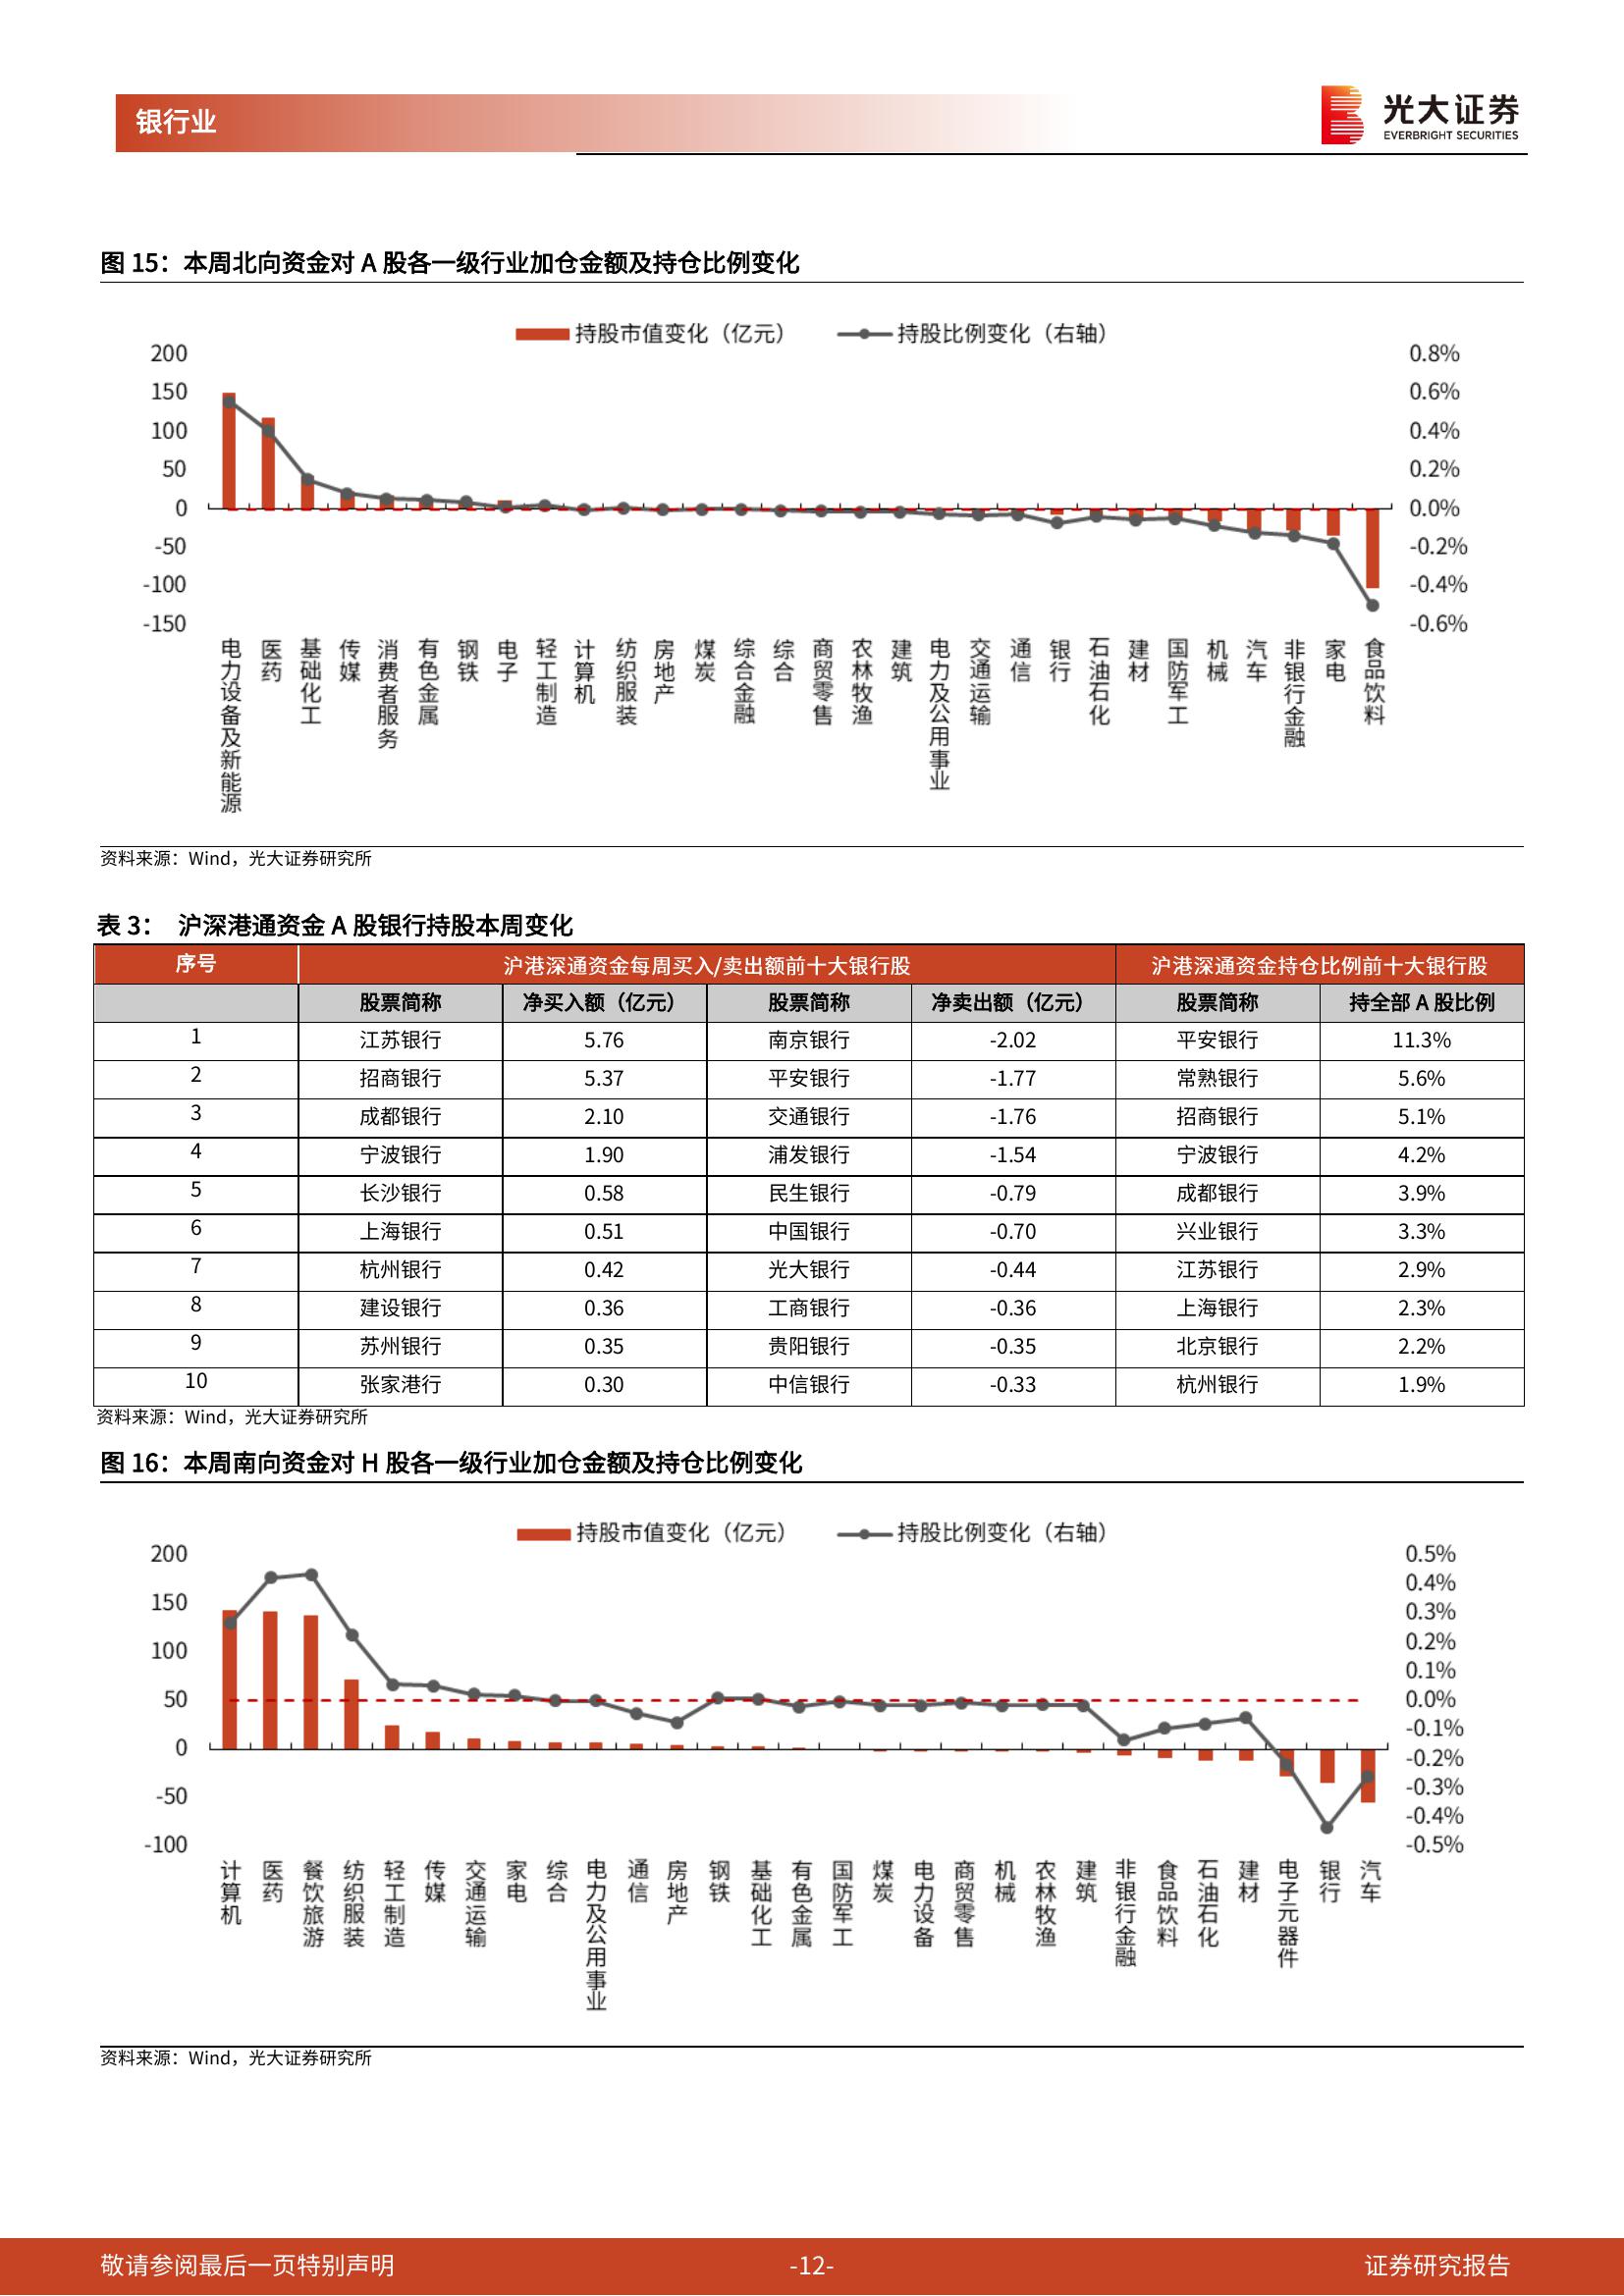 银行业
光大证券
EVERBRIGHT SECURITIES
图 15：本周北向资金对 A 股各一级行业加仓金额及持仓比例变化
持股市值变化（亿元） 持股比例变化（右轴）
200 0.8%
150 0.6%
100 0.4%
50 0.2%
0 0.0%
-50 -0.2%
-100 -0.4%
-150 -0.6%
电力设备及新能源
医药
基础化工
传媒
消费者服务
有色金属
钢铁
电子
轻工制造
计算机
纺织服装
房地产
煤炭
综合金融
综合
商贸零售
农林牧渔
建筑
电力及公用事业
交通运输
通信
银行
石油石化
建材
国防军工
机械
汽车
非银行金融
家电
食品饮料
资料来源：Wind，光大证券研究所
表 3： 沪深港通资金 A 股银行持股本周变化
序号 沪港深通资金每周买入/卖出额前十大银行股 沪港深通资金持仓比例前十大银行股
股票简称 净买入额（亿元） 股票简称 净卖出额（亿元） 股票简称 持全部 A 股比例
1 江苏银行 5.76 南京银行 -2.02 平安银行 11.3%
2 招商银行 5.37 平安银行 -1.77 常熟银行 5.6%
3 成都银行 2.10 交通银行 -1.76 招商银行 5.1%
4 宁波银行 1.90 浦发银行 -1.54 宁波银行 4.2%
5 长沙银行 0.58 民生银行 -0.79 成都银行 3.9%
6 上海银行 0.51 中国银行 -0.70 兴业银行 3.3%
7 杭州银行 0.42 光大银行 -0.44 江苏银行 2.9%
8 建设银行 0.36 工商银行 -0.36 上海银行 2.3%
9 苏州银行 0.35 贵阳银行 -0.35 北京银行 2.2%
10 张家港行 0.30 中信银行 -0.33 杭州银行 1.9%
资料来源：Wind，光大证券研究所
图 16：本周南向资金对 H 股各一级行业加仓金额及持仓比例变化
持股市值变化（亿元） 持股比例变化（右轴）
200
150
100
50
0
-50
-100
0.5%
0.4%
0.3%
0.2%
0.1%
0.0%
-0.1%
-0.2%
-0.3%
-0.4%
-0.5%
计算机
医药
餐饮旅游
纺织服装
轻工制造
传媒
交通运输
家电
综合
电力及公用事业
通信
房地产
钢铁
基础化工
有色金属
国防军工
煤炭
电力设备
商贸零售
机械
农林牧渔
建筑
非银行金融
食品饮料
石油石化
建材
电子元器件
银行
汽车
资料来源：Wind，光大证券研究所
敬请参阅最后一页特别声明 -12- 证券研究报告